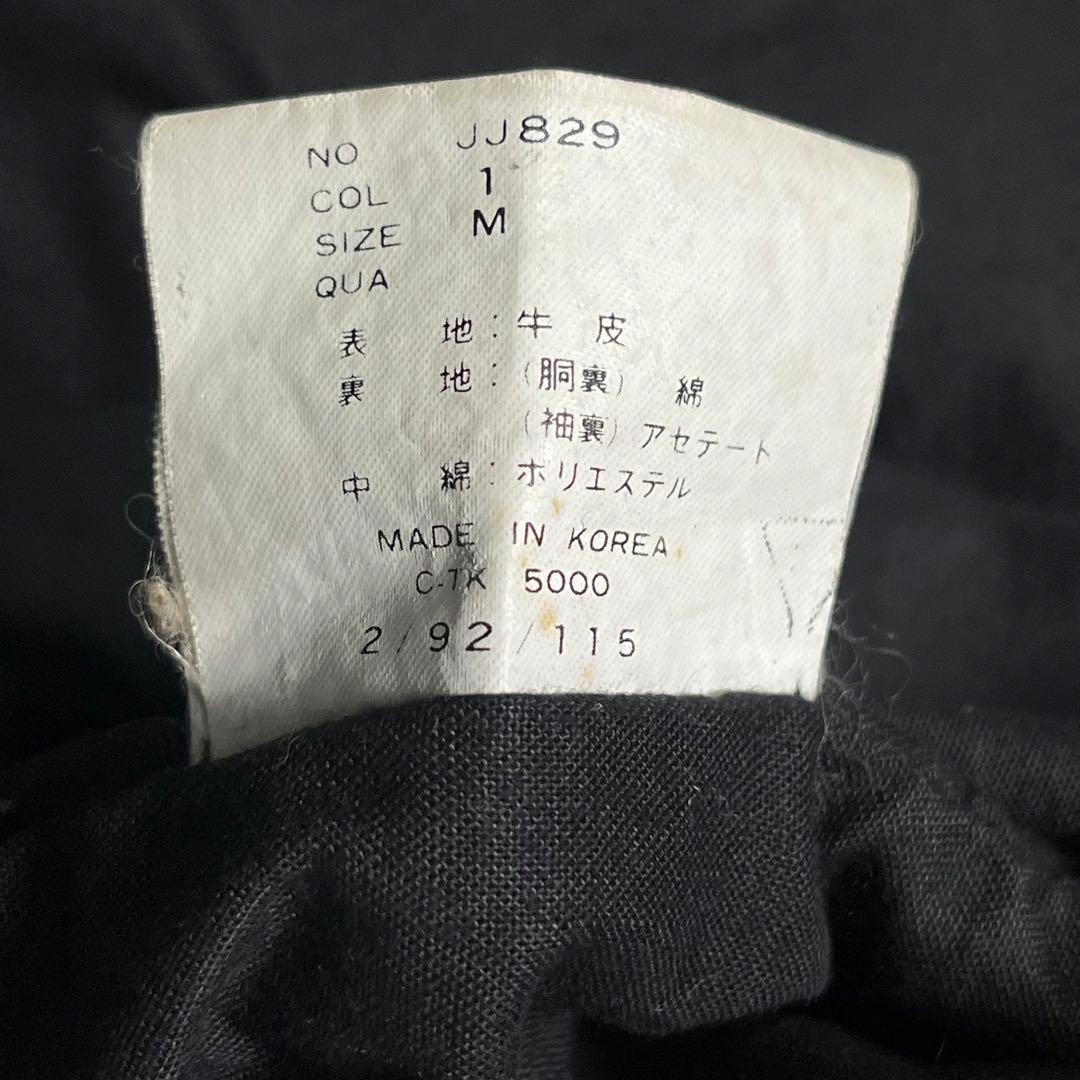 NO JJ829
COL 1
SIZE M
QUA
表地:牛皮
裏地:(胴裏)綿
(袖裏)アセテート
中綿:ポリエステル
MADE IN KOREA
C-TK 5000
2/92/115